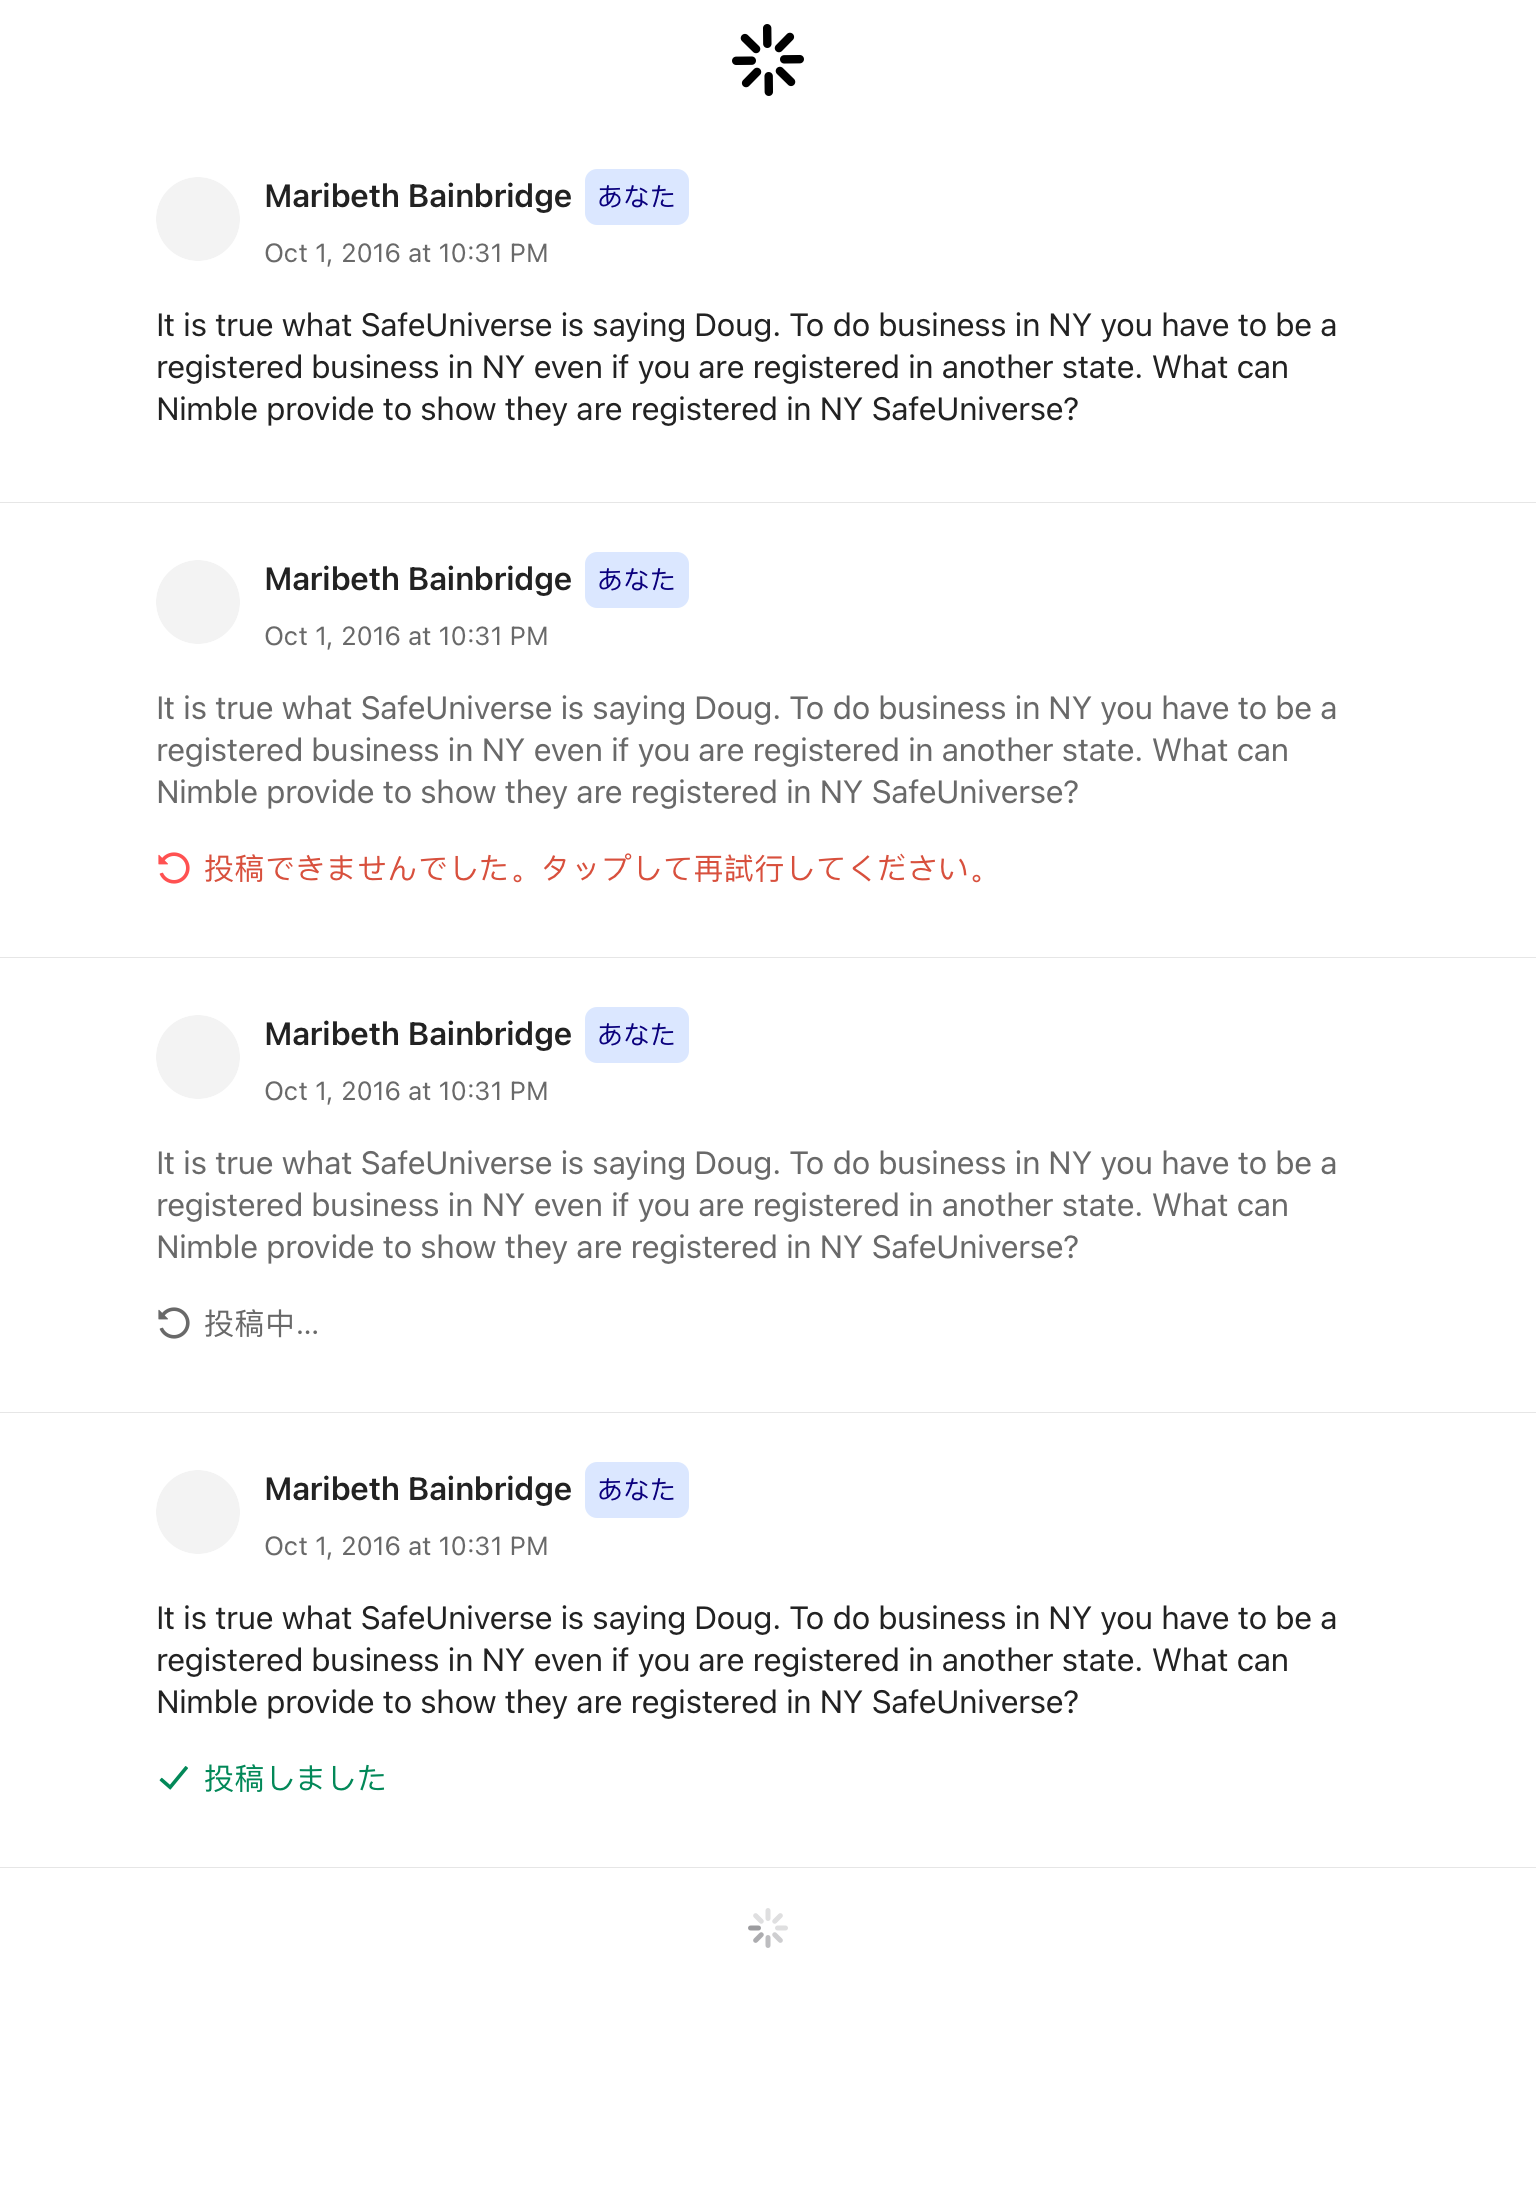 Maribeth Bainbridge あなた
Oct 1, 2016 at 10:31 PM
It is true what SafeUniverse is saying Doug. To do business in NY you have to be a
registered business in NY even if you are registered in another state. What can
Nimble provide to show they are registered in NY SafeUniverse?
Maribeth Bainbridge あなた
Oct 1, 2016 at 10:31 PM
It is true what SafeUniverse is saying Doug. To do business in NY you have to be a
registered business in NY even if you are registered in another state. What can
Nimble provide to show they are registered in NY SafeUniverse?
投稿できませんでした。タップして再試行してください。
Maribeth Bainbridge あなた
Oct 1, 2016 at 10:31 PM
It is true what SafeUniverse is saying Doug. To do business in NY you have to be a
registered business in NY even if you are registered in another state. What can
Nimble provide to show they are registered in NY SafeUniverse?
投稿中...
Maribeth Bainbridge あなた
Oct 1, 2016 at 10:31 PM
It is true what SafeUniverse is saying Doug. To do business in NY you have to be a
registered business in NY even if you are registered in another state. What can
Nimble provide to show they are registered in NY SafeUniverse?
投稿しました